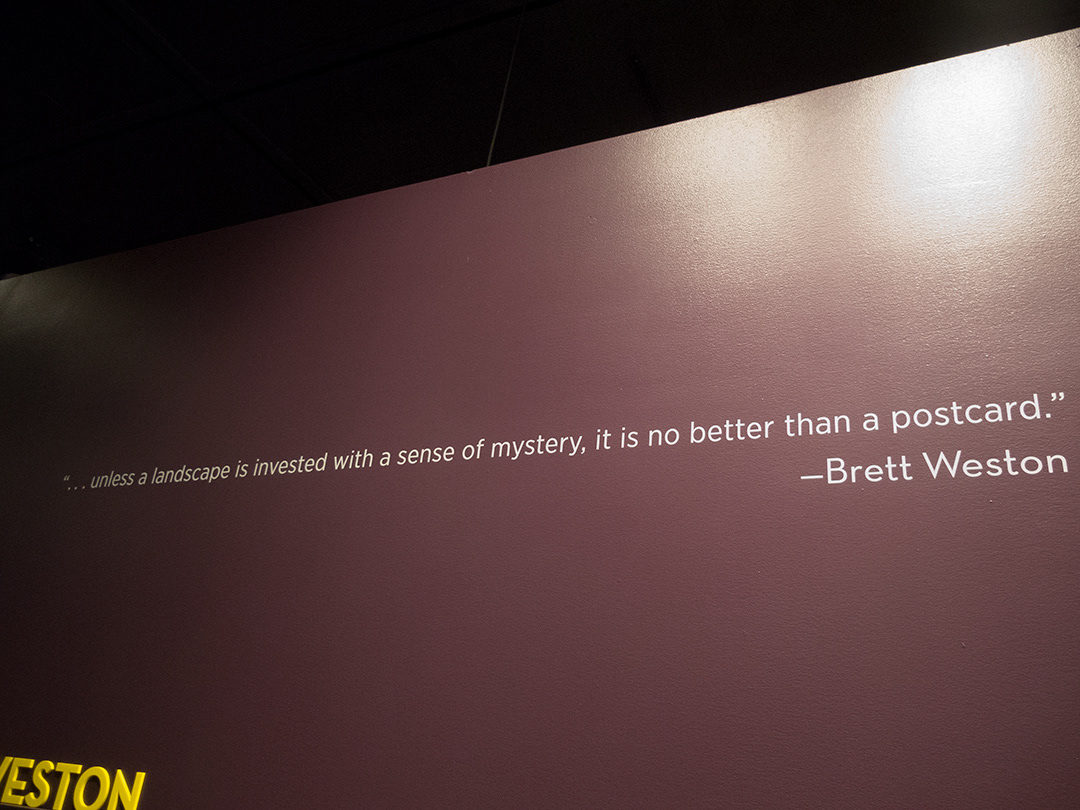 “. . . unless a landscape is invested with a sense of mystery, it is no better than a postcard.”
—Brett Weston
WESTON